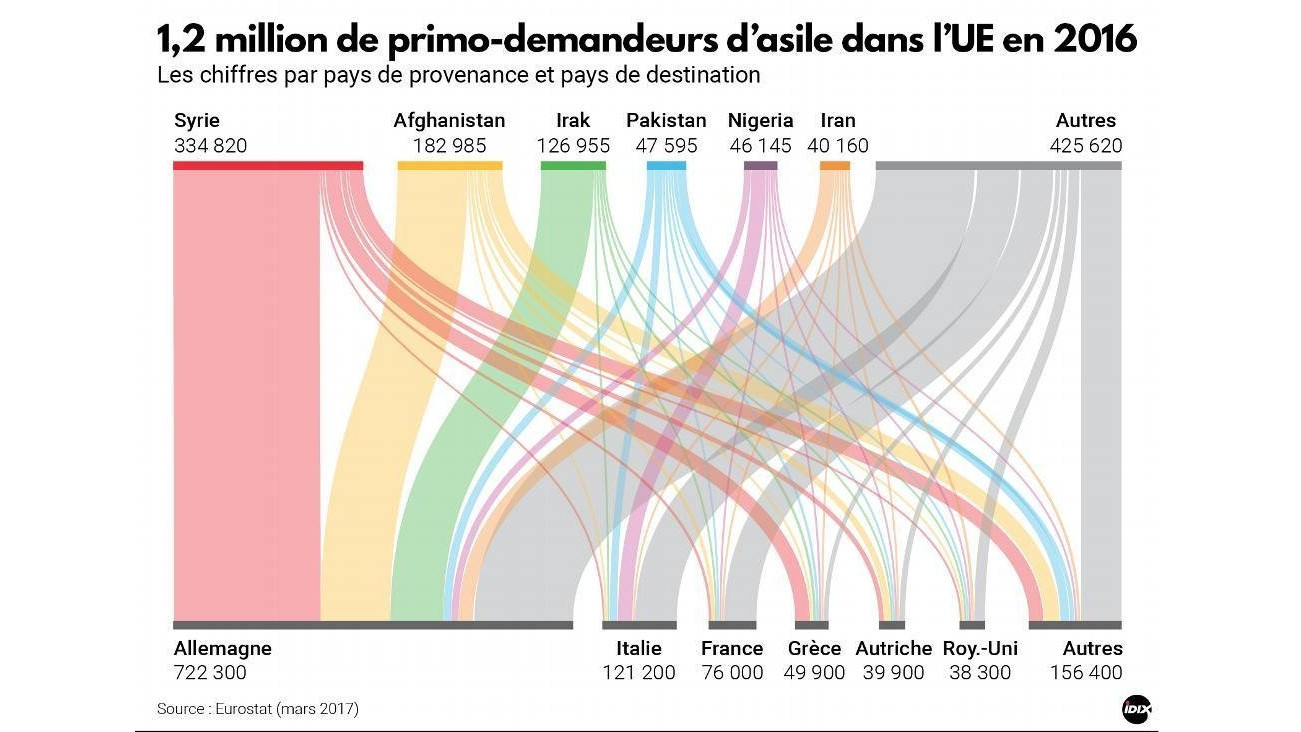 1,2 million de primo-demandeurs d’asile dans l’UE en 2016
Les chiffres par pays de provenance et pays de destination
Syrie Afghanistan Irak Pakistan Nigeria Iran Autres
334 820 182 985 126 955 47 595 46 145 40 160 425 620
Allemagne Italie France Grèce Autriche Roy.-Uni Autres
722 300 121 200 76 000 49 900 39 900 38 300 156 400
Source : Eurostat (mars 2017)
iDIX